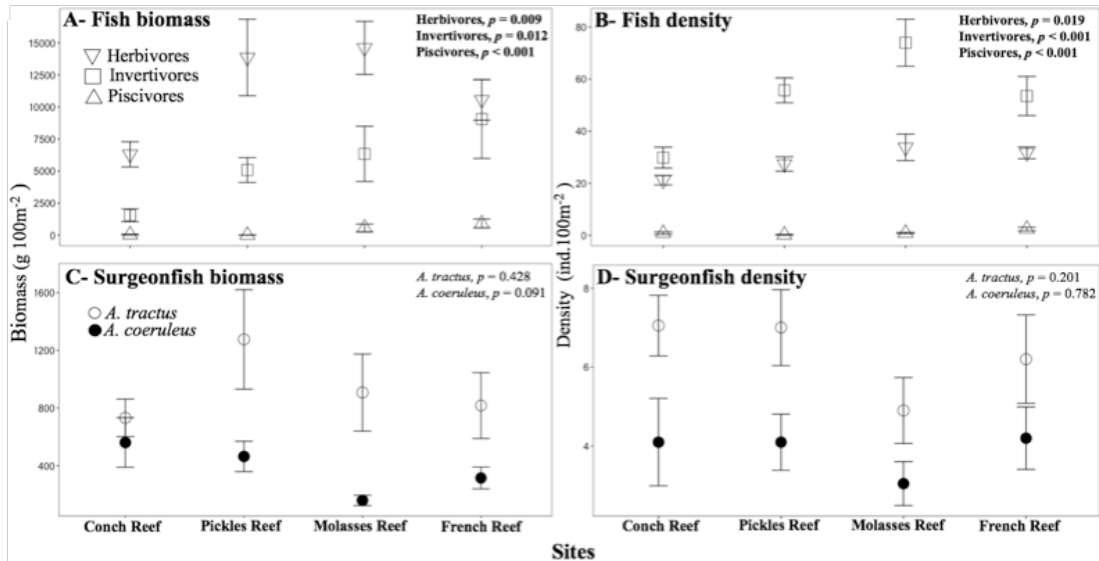 A- Fish biomass
Herbivores, p = 0.009
Invertivores, p = 0.012
Piscivores, p < 0.001
Herbivores
Invertivores
Piscivores
15000
12500
10000
7500
5000
2500
0
B- Fish density
Herbivores, p = 0.019
Invertivores, p < 0.001
Piscivores, p < 0.001
80
60
40
20
0
Biomass (g 100m-2)
Density (ind.100m-2)
C- Surgeonfish biomass
A. tractus, p = 0.428
A. coeruleus, p = 0.091
A. tractus
A. coeruleus
1600
1200
800
400
D- Surgeonfish density
A. tractus, p = 0.201
A. coeruleus, p = 0.782
8
6
4
Conch Reef Pickles Reef Molasses Reef French Reef
Conch Reef Pickles Reef Molasses Reef French Reef
Sites